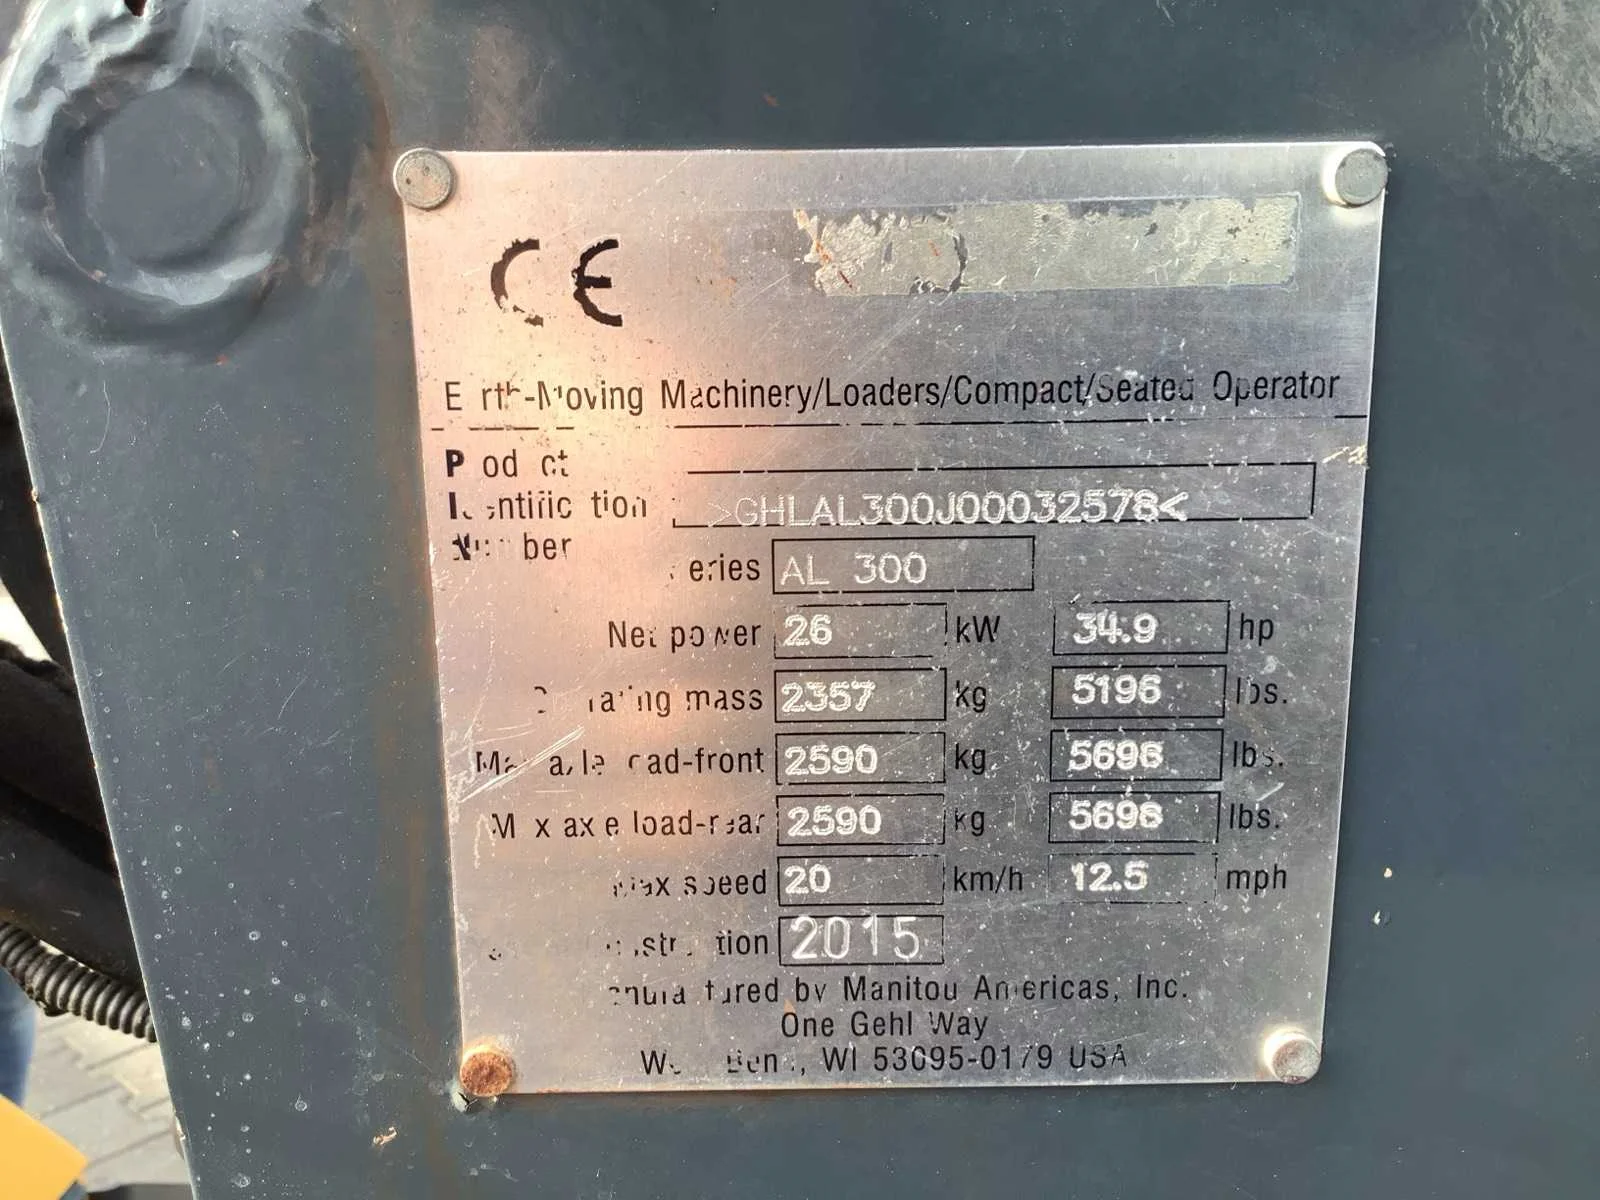 CE
Earth-Moving Machinery/Loaders/Compact/Seated Operator
Product
Identification >GHLAL300J00032578<
Number
Series AL 300
Net power 26 kW 34.9 hp
Operating mass 2357 kg 5196 lbs.
Max axle load-front 2590 kg 5698 lbs.
Max axle load-rear 2590 kg 5698 lbs.
Max speed 20 km/h 12.5 mph
Year of construction 2015
Manufactured by Manitou Americas, Inc.
One Gehl Way
West Bend, WI 53095-0179 USA